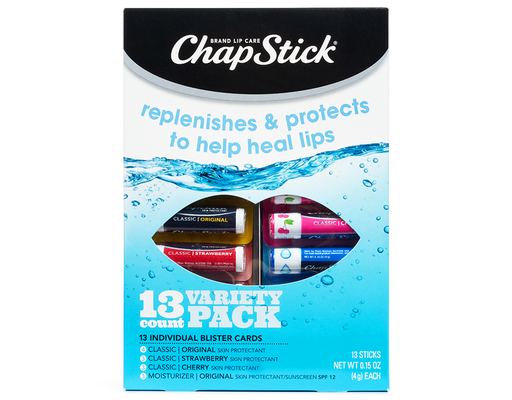 BRAND LIP CARE
ChapStick®
replenishes & protects
to help heal lips
CLASSIC | ORIGINAL
CLASSIC | STRAWBERRY
CLASSIC | C
13 count
VARIETY
PACK
13 INDIVIDUAL BLISTER CARDS
CLASSIC | ORIGINAL SKIN PROTECTANT
CLASSIC | STRAWBERRY SKIN PROTECTANT
CLASSIC | CHERRY SKIN PROTECTANT
MOISTURIZER | ORIGINAL SKIN PROTECTANT/SUNSCREEN SPF 12
13 STICKS
NET WT 0.15 OZ
(4g) EACH